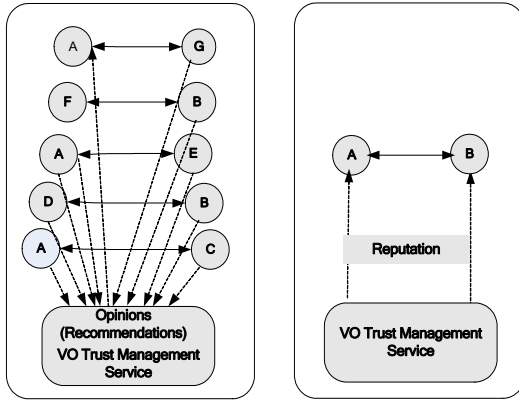 A G
F B
A E
D B
A C
Opinions
(Recommendations)
VO Trust Management
Service
A B
Reputation
VO Trust Management
Service